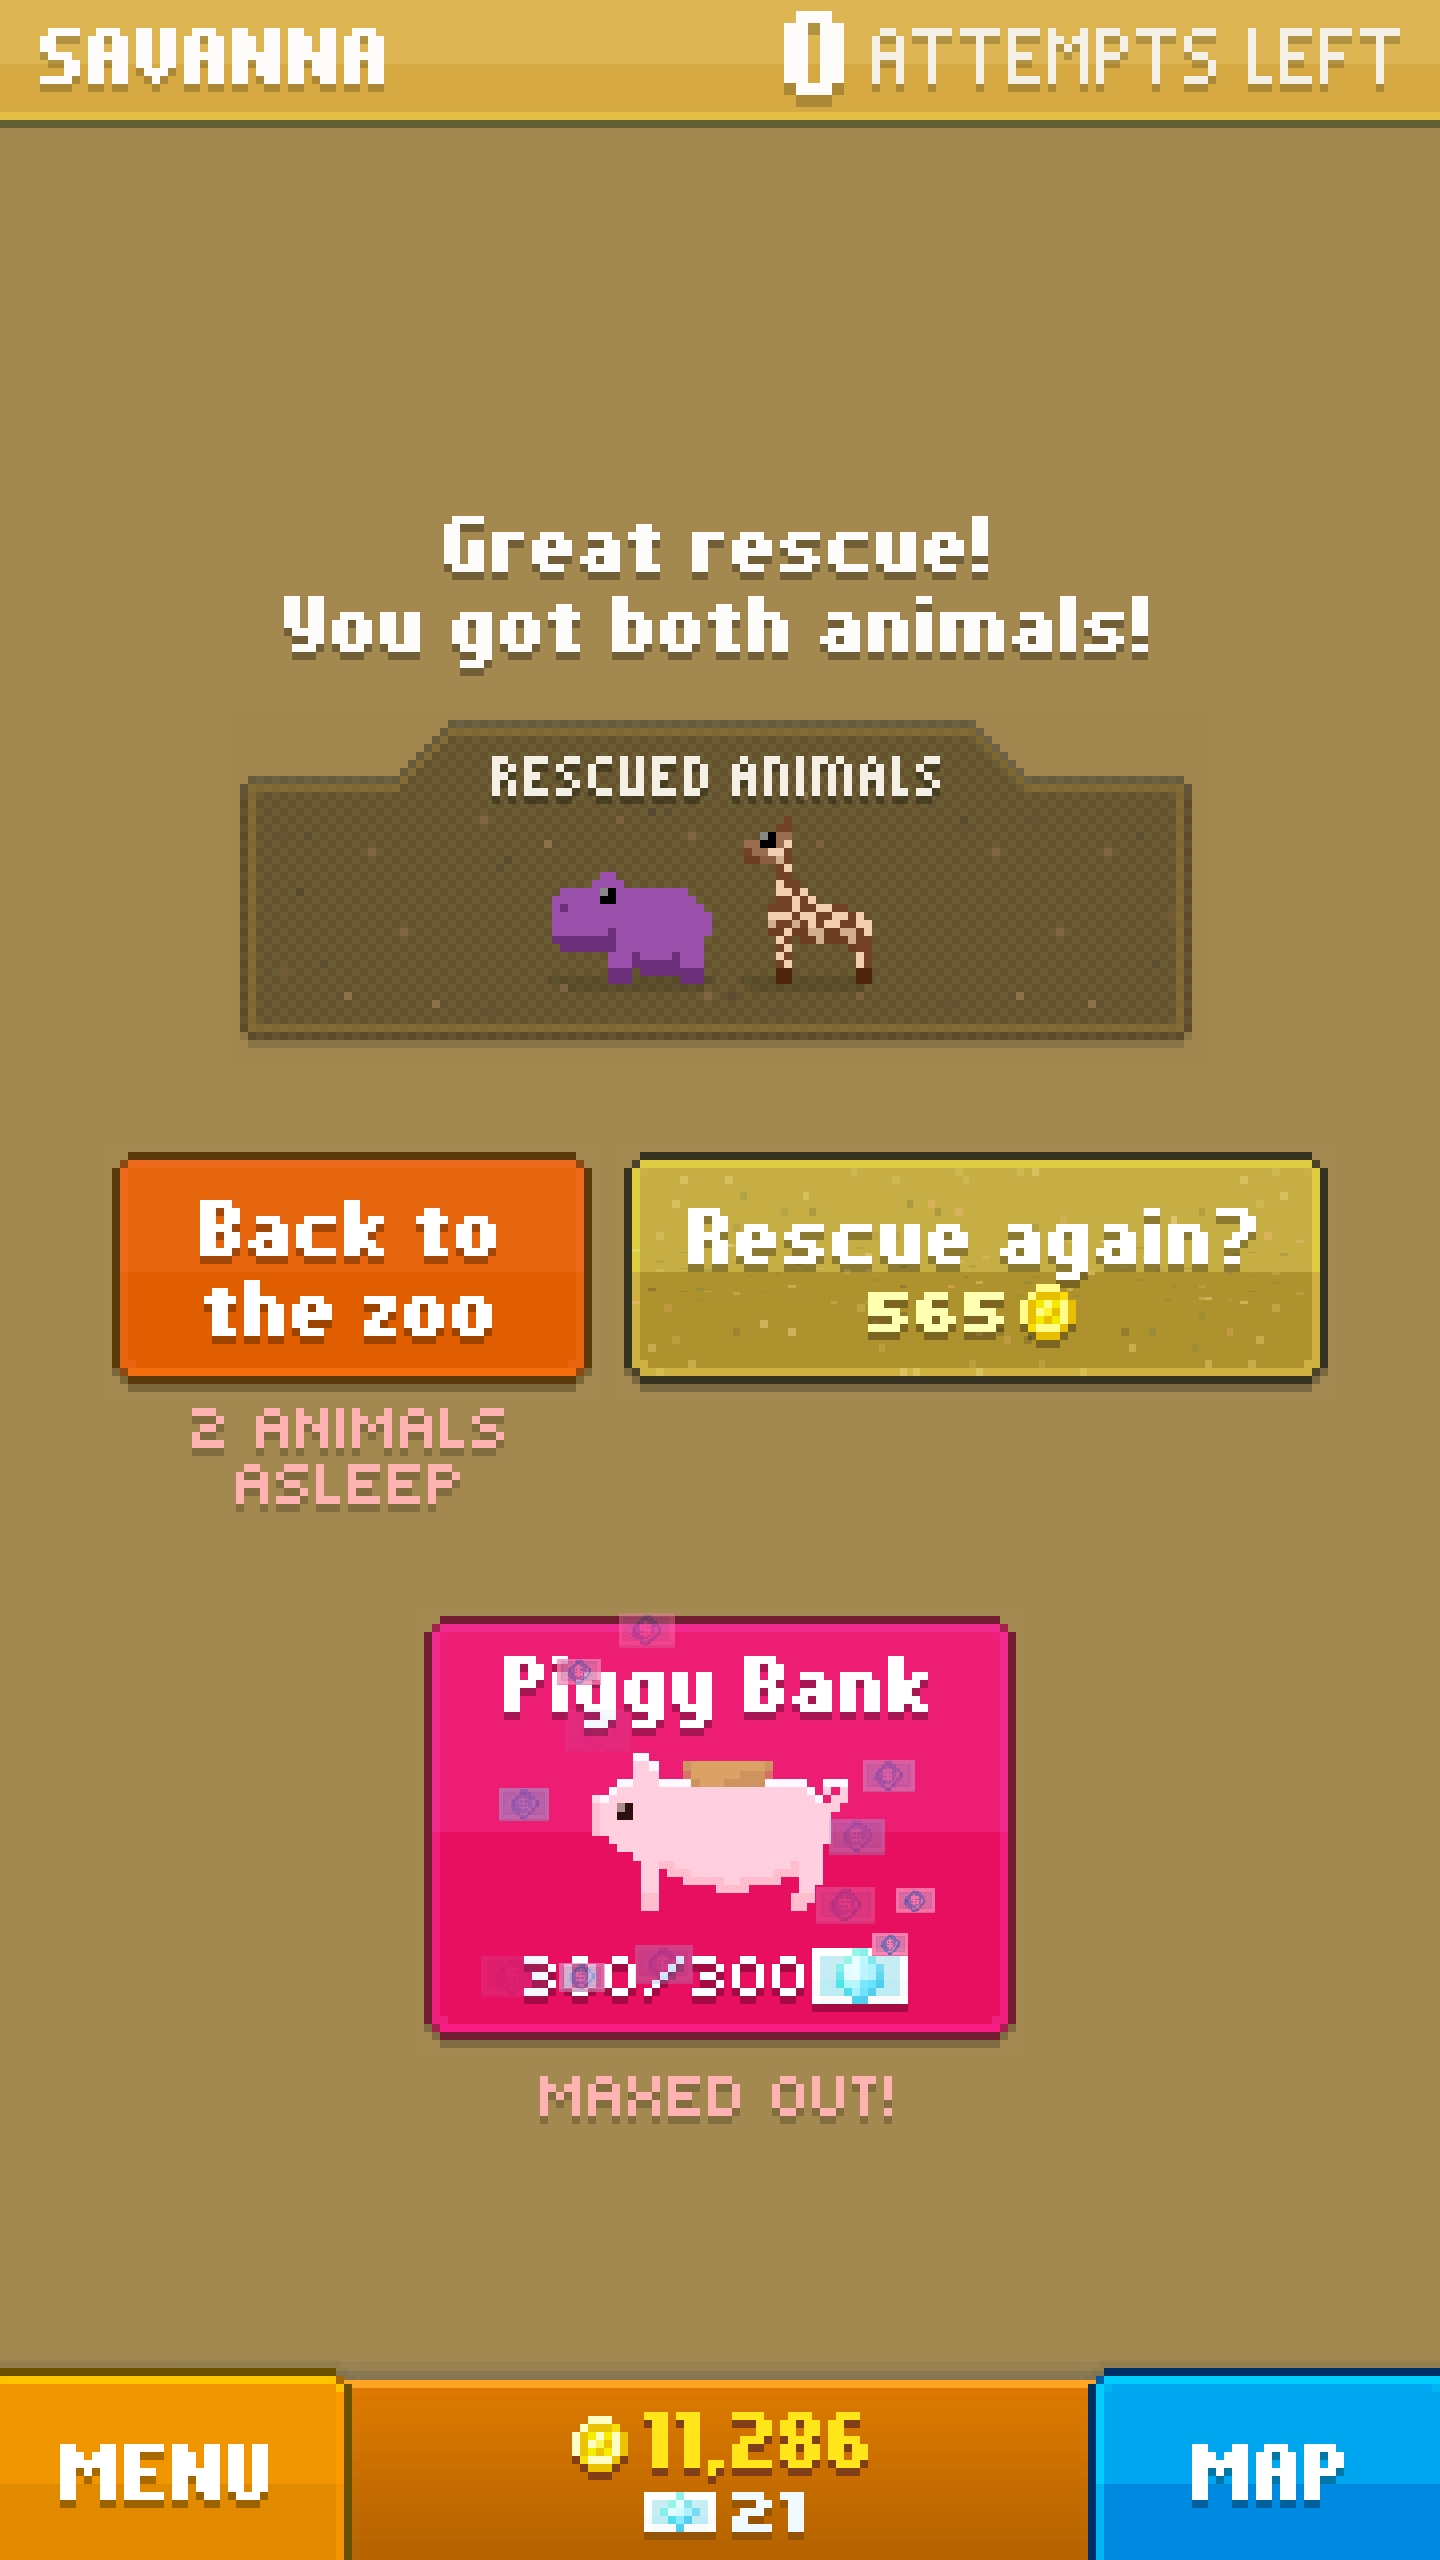 SAVANNA
0 ATTEMPTS LEFT
Great rescue!
You got both animals!
RESCUED ANIMALS
Back to
the zoo
Rescue again?
565
2 ANIMALS
ASLEEP
Piggy Bank
300/300
MAXED OUT!
MENU
11,286
21
MAP